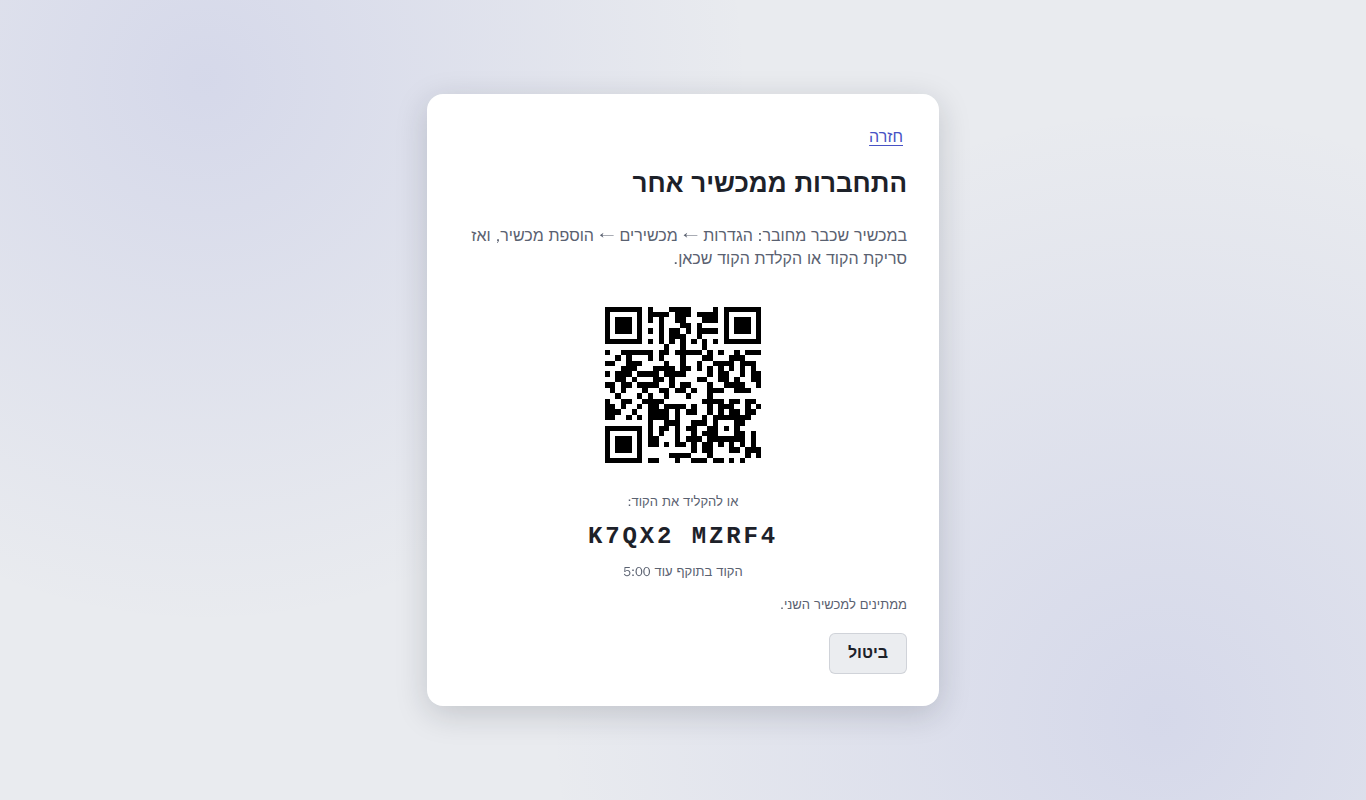 חזרה
התחברות ממכשיר אחר
במכשיר שכבר מחובר: הגדרות ← מכשירים ← הוספת מכשיר, ואז
סריקת הקוד או הקלדת הקוד שכאן.
או להקליד את הקוד:
K7QX2 MZRF4
הקוד בתוקף עוד 5:00
ממתינים למכשיר השני.
ביטול